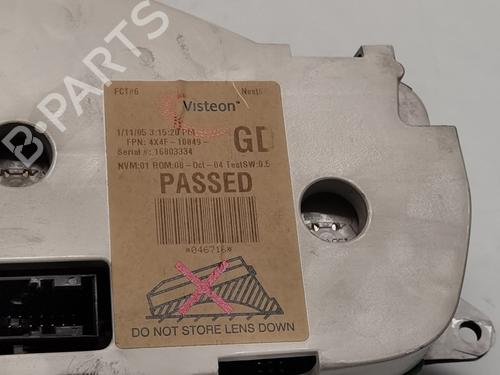 B-PARTS
FCT#6
Nest
Visteon
1/11/05 3:15:20 PM
FPN: 4X4F-10849-
GD
Serial #: 16803334
NVM:01 ROM:08-Oct-04 TestSW:0.5
PASSED
*046716*
DO NOT STORE LENS DOWN